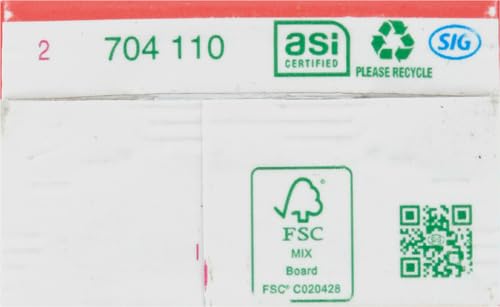 2 704 110 asi SIG
CERTIFIED PLEASE RECYCLE
FSC
MIX
Board
FSC® C020428